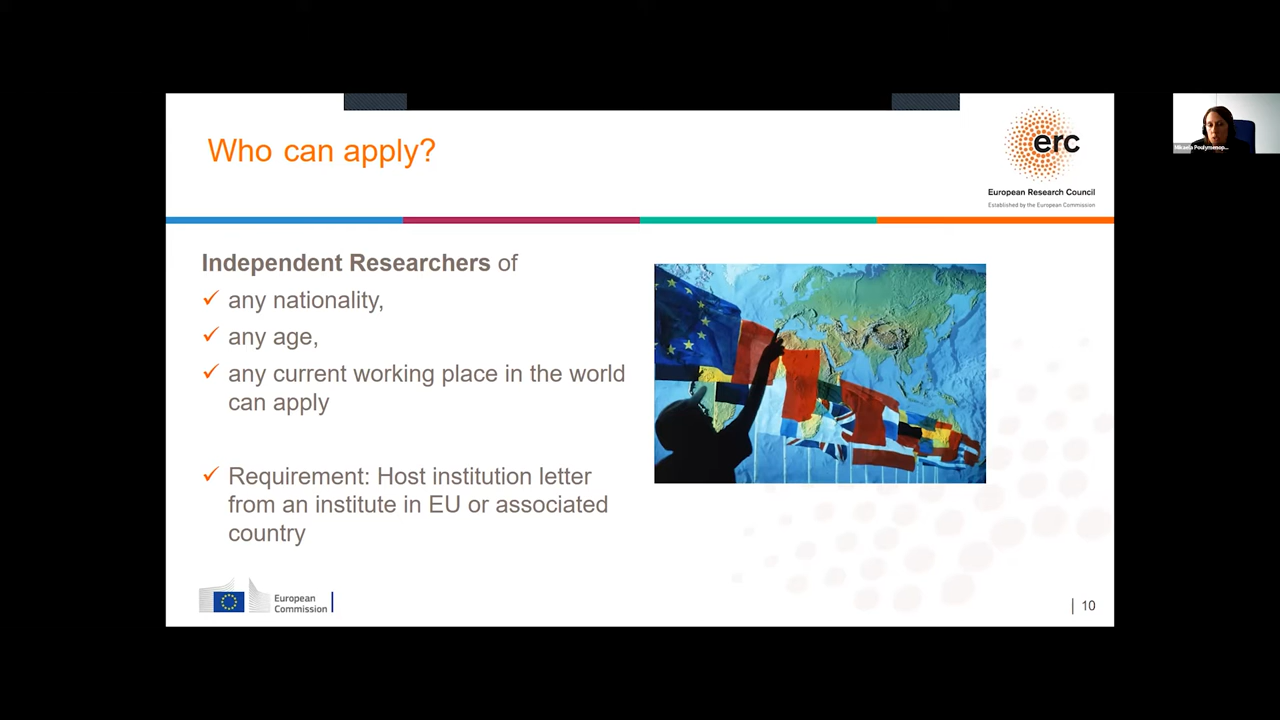 Who can apply?
erc
European Research Council
Established by the European Commission
Mikaela Poulymenop...
Independent Researchers of
any nationality,
any age,
any current working place in the world
can apply
Requirement: Host institution letter
from an institute in EU or associated
country
European
Commission
10